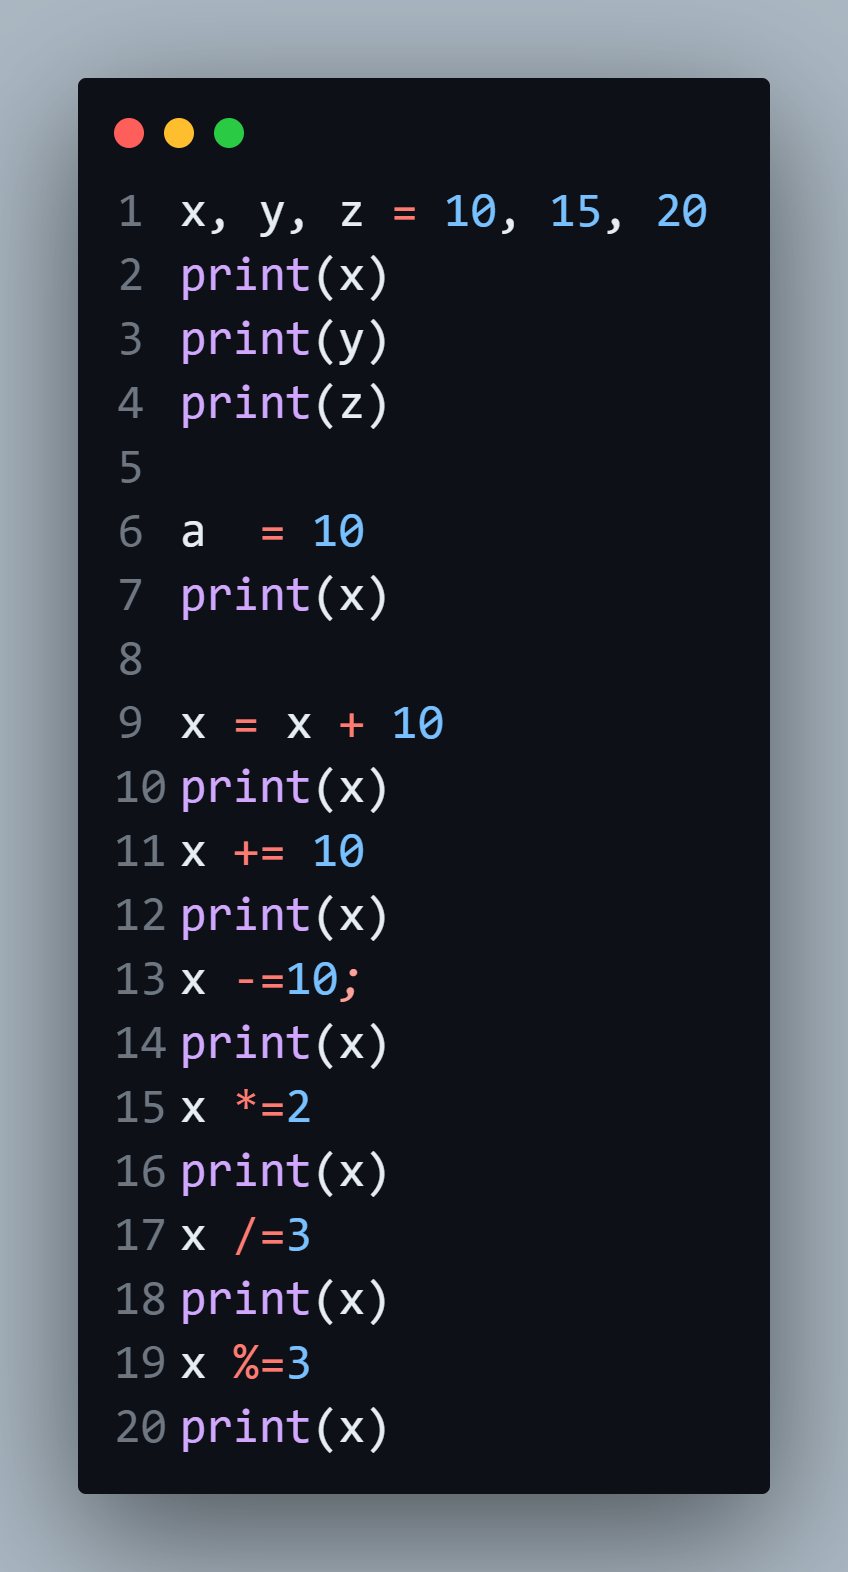 1 x, y, z = 10, 15, 20
2 print(x)
3 print(y)
4 print(z)
5
6 a  = 10
7 print(x)
8
9 x = x + 10
10 print(x)
11 x += 10
12 print(x)
13 x -=10;
14 print(x)
15 x *=2
16 print(x)
17 x /=3
18 print(x)
19 x %=3
20 print(x)